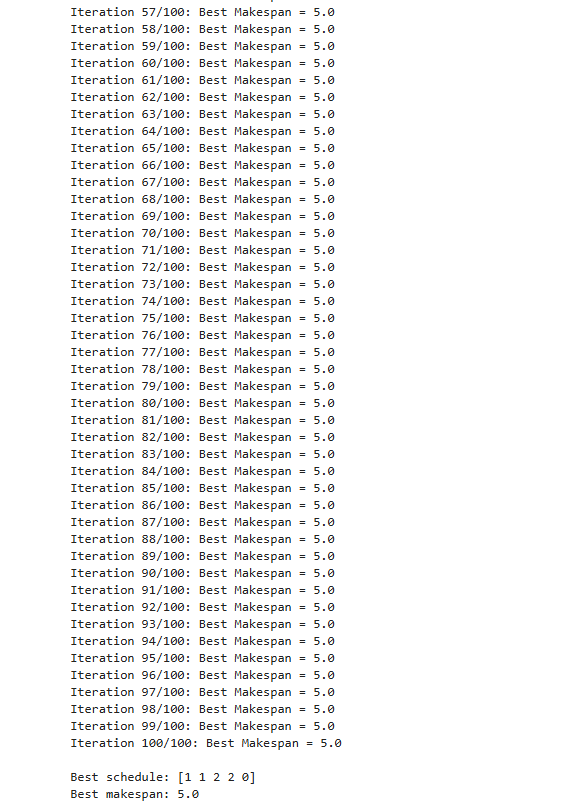 Iteration 57/100: Best Makespan = 5.0
Iteration 58/100: Best Makespan = 5.0
Iteration 59/100: Best Makespan = 5.0
Iteration 60/100: Best Makespan = 5.0
Iteration 61/100: Best Makespan = 5.0
Iteration 62/100: Best Makespan = 5.0
Iteration 63/100: Best Makespan = 5.0
Iteration 64/100: Best Makespan = 5.0
Iteration 65/100: Best Makespan = 5.0
Iteration 66/100: Best Makespan = 5.0
Iteration 67/100: Best Makespan = 5.0
Iteration 68/100: Best Makespan = 5.0
Iteration 69/100: Best Makespan = 5.0
Iteration 70/100: Best Makespan = 5.0
Iteration 71/100: Best Makespan = 5.0
Iteration 72/100: Best Makespan = 5.0
Iteration 73/100: Best Makespan = 5.0
Iteration 74/100: Best Makespan = 5.0
Iteration 75/100: Best Makespan = 5.0
Iteration 76/100: Best Makespan = 5.0
Iteration 77/100: Best Makespan = 5.0
Iteration 78/100: Best Makespan = 5.0
Iteration 79/100: Best Makespan = 5.0
Iteration 80/100: Best Makespan = 5.0
Iteration 81/100: Best Makespan = 5.0
Iteration 82/100: Best Makespan = 5.0
Iteration 83/100: Best Makespan = 5.0
Iteration 84/100: Best Makespan = 5.0
Iteration 85/100: Best Makespan = 5.0
Iteration 86/100: Best Makespan = 5.0
Iteration 87/100: Best Makespan = 5.0
Iteration 88/100: Best Makespan = 5.0
Iteration 89/100: Best Makespan = 5.0
Iteration 90/100: Best Makespan = 5.0
Iteration 91/100: Best Makespan = 5.0
Iteration 92/100: Best Makespan = 5.0
Iteration 93/100: Best Makespan = 5.0
Iteration 94/100: Best Makespan = 5.0
Iteration 95/100: Best Makespan = 5.0
Iteration 96/100: Best Makespan = 5.0
Iteration 97/100: Best Makespan = 5.0
Iteration 98/100: Best Makespan = 5.0
Iteration 99/100: Best Makespan = 5.0
Iteration 100/100: Best Makespan = 5.0
Best schedule: [1 1 2 2 0]
Best makespan: 5.0